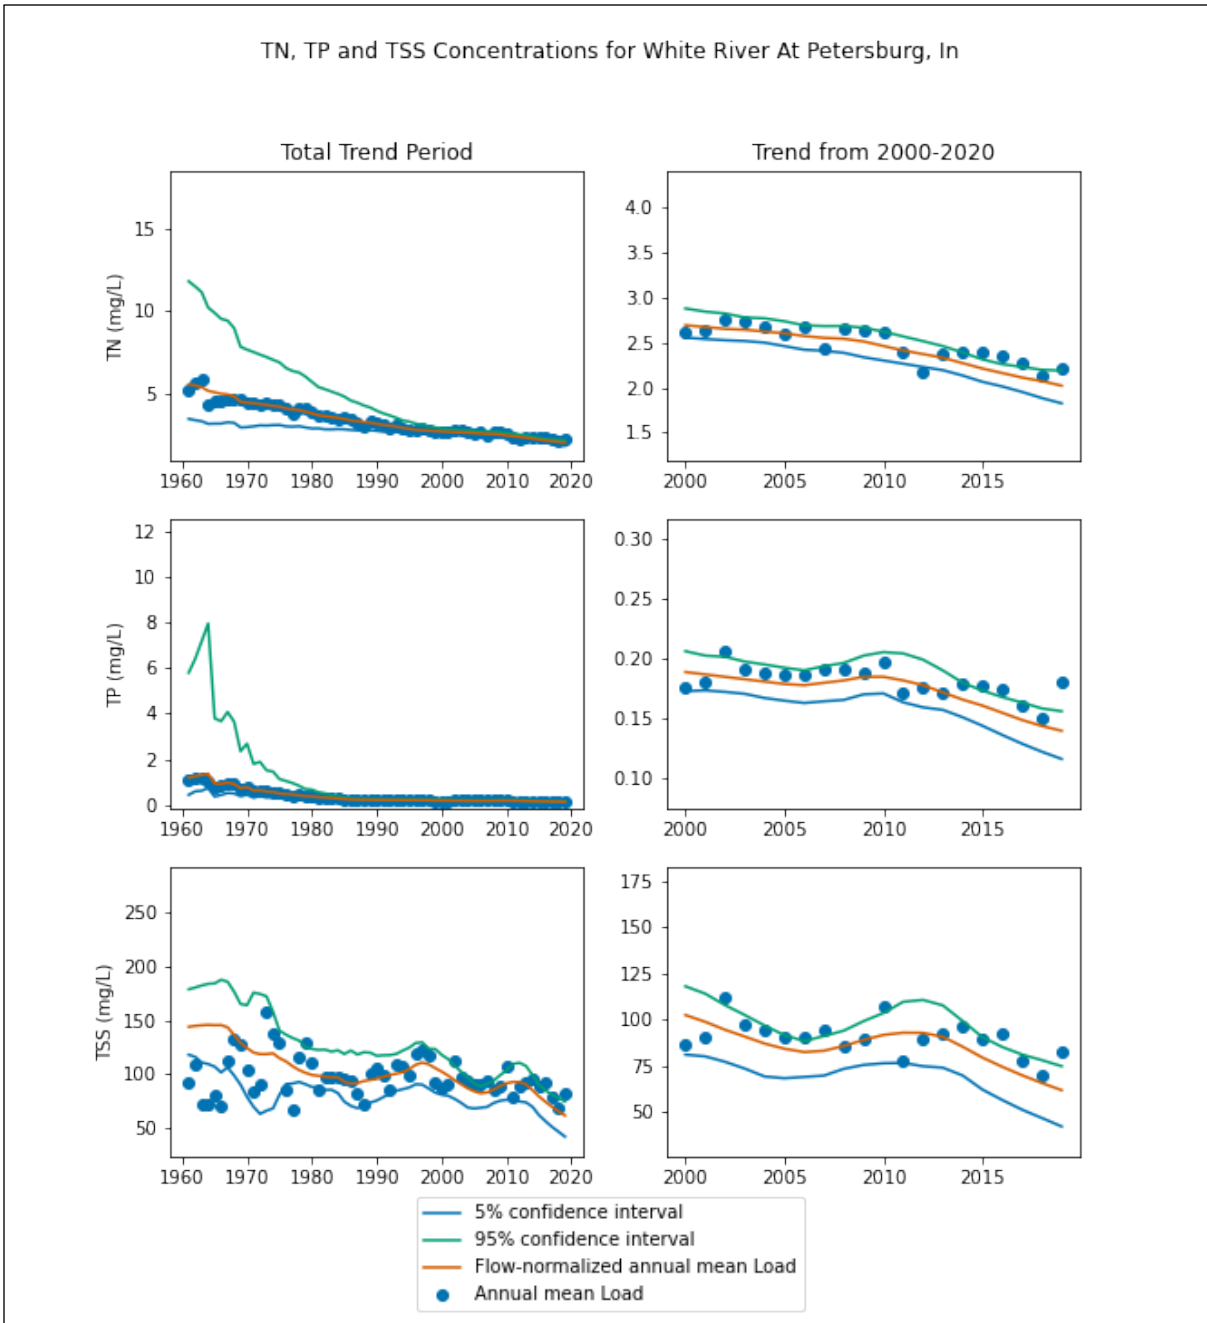 TN, TP and TSS Concentrations for White River At Petersburg, In
Total Trend Period
Trend from 2000-2020
TN (mg/L)
15
10
5
1960 1970 1980 1990 2000 2010 2020
4.0
3.5
3.0
2.5
2.0
1.5
2000 2005 2010 2015
TP (mg/L)
12
10
8
6
4
2
0
1960 1970 1980 1990 2000 2010 2020
0.30
0.25
0.20
0.15
0.10
2000 2005 2010 2015
TSS (mg/L)
250
200
150
100
50
1960 1970 1980 1990 2000 2010 2020
175
150
125
100
75
50
2000 2005 2010 2015
5% confidence interval
95% confidence interval
Flow-normalized annual mean Load
Annual mean Load